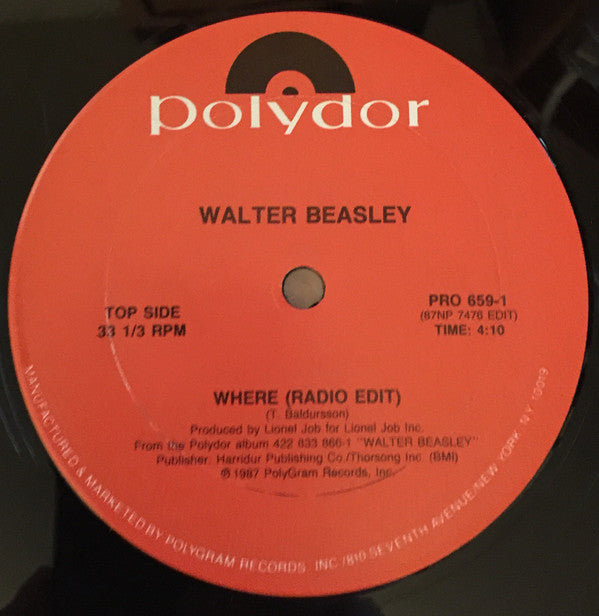 polydor
WALTER BEASLEY
TOP SIDE
33 1/3 RPM
PRO 659-1
(87NP 7476 EDIT)
TIME: 4:10
WHERE (RADIO EDIT)
(T. Baldursson)
Produced by Lionel Job for Lionel Job Inc.
From the Polydor album 422 833 866-1 "WALTER BEASLEY"
Publisher: Harridur Publishing Co./Thorsong Inc. (BMI)
℗ 1987 PolyGram Records, Inc.
MANUFACTURED & MARKETED BY POLYGRAM RECORDS, INC./810 SEVENTH AVENUE/NEW YORK, N.Y. 10019